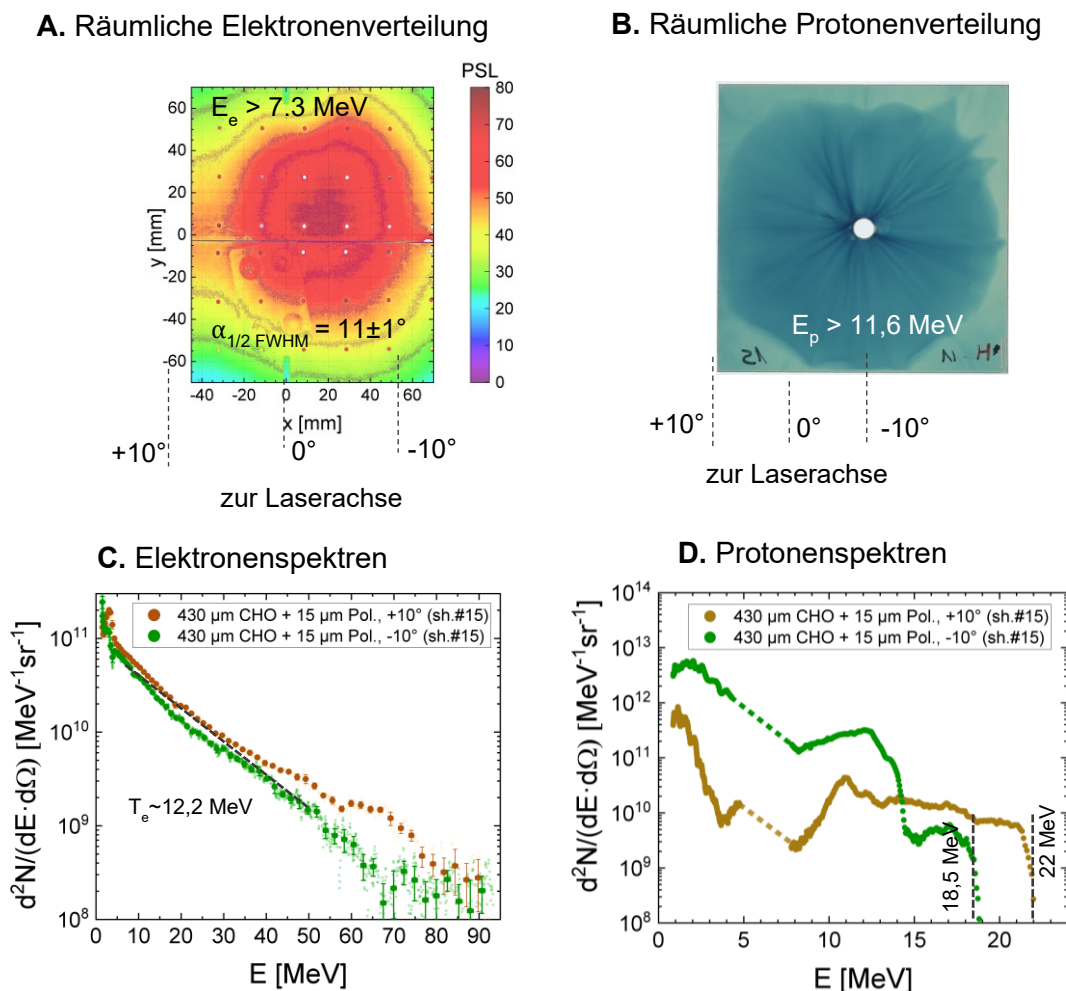 A. Räumliche Elektronenverteilung
E_e > 7.3 MeV
α_1/2 FWHM = 11±1°
PSL
80
70
60
50
40
30
20
10
0
60
40
20
0
-20
-40
-60
y [mm]
-40 -20 0 20 40 60
x [mm]
+10° 0° -10°
zur Laserachse
B. Räumliche Protonenverteilung
E_p > 11,6 MeV
+10° 0° -10°
zur Laserachse
C. Elektronenspektren
430 µm CHO + 15 µm Pol., +10° (sh.#15)
430 µm CHO + 15 µm Pol., -10° (sh.#15)
T_e~12,2 MeV
d²N/(dE·dΩ) [MeV⁻¹sr⁻¹]
10¹¹
10¹⁰
10⁹
10⁸
0 10 20 30 40 50 60 70 80 90
E [MeV]
D. Protonenspektren
430 µm CHO + 15 µm Pol., +10° (sh.#15)
430 µm CHO + 15 µm Pol., -10° (sh.#15)
18,5 MeV
22 MeV
d²N/(dE·dΩ) [MeV⁻¹sr⁻¹]
10¹⁴
10¹³
10¹²
10¹¹
10¹⁰
10⁹
10⁸
0 5 10 15 20
E [MeV]